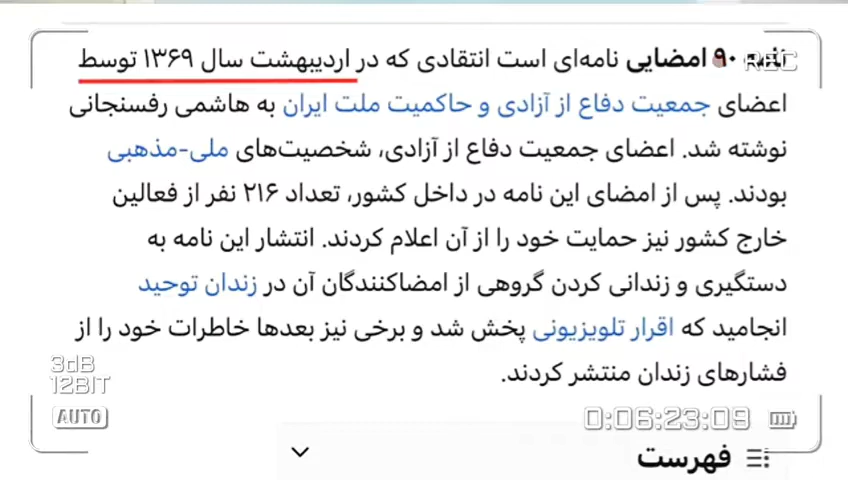 نامه ۹۰ امضایی نامه‌ای است انتقادی که در اردیبهشت سال ۱۳۶۹ توسط
اعضای جمعیت دفاع از آزادی و حاکمیت ملت ایران به هاشمی رفسنجانی
نوشته شد. اعضای جمعیت دفاع از آزادی، شخصیت‌های ملی-مذهبی
بودند. پس از امضای این نامه در داخل کشور، تعداد ۲۱۶ نفر از فعالین
خارج کشور نیز حمایت خود را از آن اعلام کردند. انتشار این نامه به
دستگیری و زندانی کردن گروهی از امضاکنندگان آن در زندان توحید
انجامید که اقرار تلویزیونی پخش شد و برخی نیز بعدها خاطرات خود را از
فشارهای زندان منتشر کردند.
فهرست
REC
3dB
12BIT
AUTO
0:06:23:09